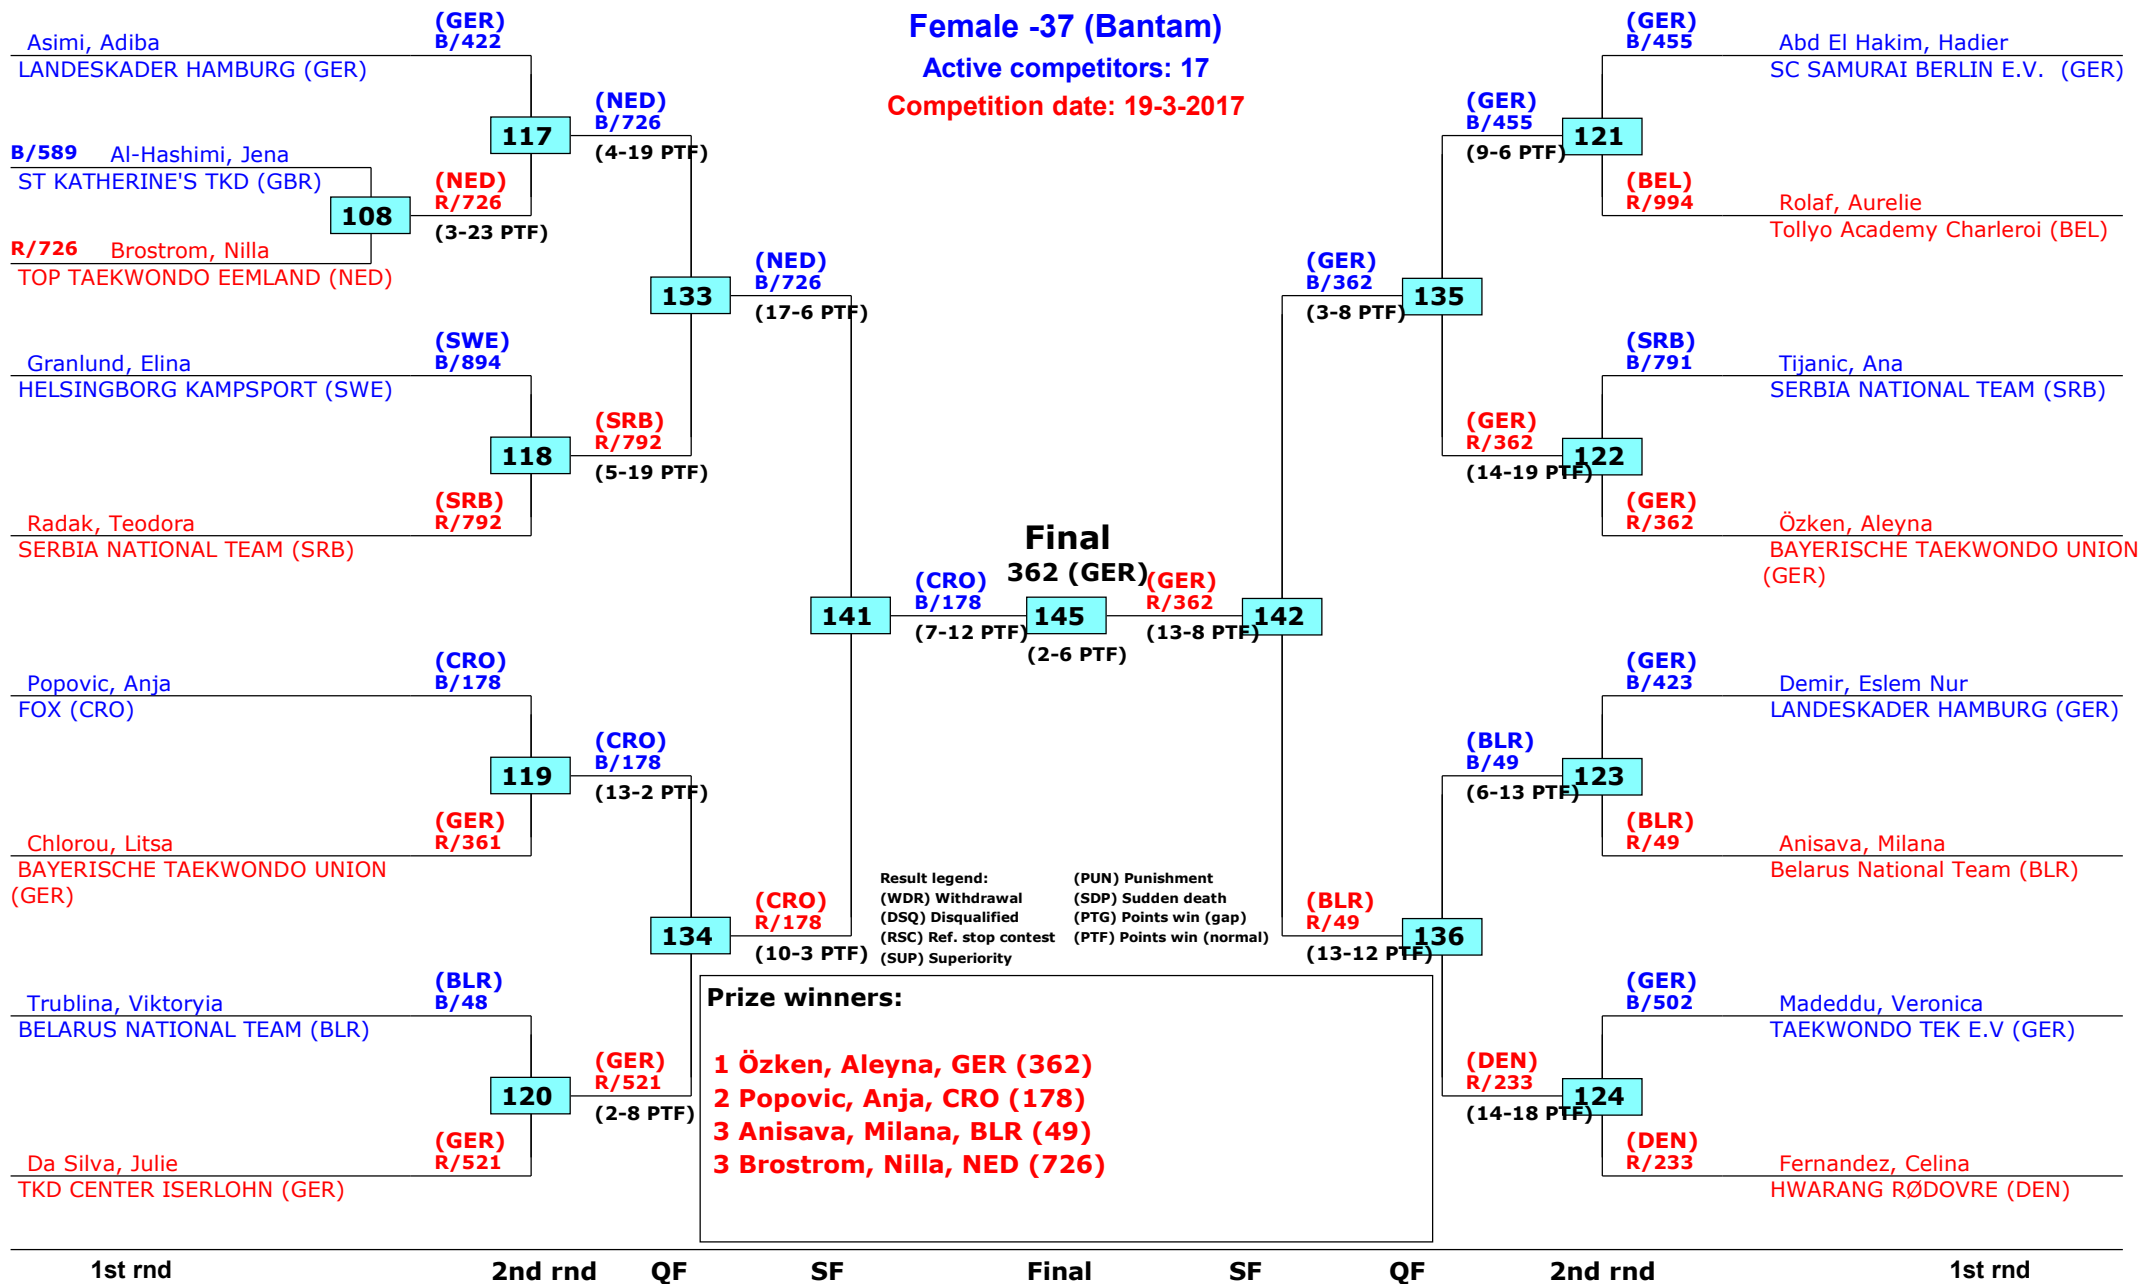 Female -37 (Bantam)
Active competitors: 17
Competition date: 19-3-2017
(GER)
B/422
Asimi, Adiba
LANDESKADER HAMBURG (GER)
117
(NED)
B/726
(4-19 PTF)
B/589 Al-Hashimi, Jena
ST KATHERINE'S TKD (GBR)
108
(NED)
R/726
(3-23 PTF)
R/726 Brostrom, Nilla
TOP TAEKWONDO EEMLAND (NED)
133
(NED)
B/726
(17-6 PTF)
(SWE)
B/894
Granlund, Elina
HELSINGBORG KAMPSPORT (SWE)
118
(SRB)
R/792
(5-19 PTF)
(SRB)
R/792
Radak, Teodora
SERBIA NATIONAL TEAM (SRB)
141
(CRO)
B/178
(7-12 PTF)
(CRO)
B/178
Popovic, Anja
FOX (CRO)
119
(CRO)
B/178
(13-2 PTF)
(GER)
R/361
Chlorou, Litsa
BAYERISCHE TAEKWONDO UNION
(GER)
134
(CRO)
R/178
(10-3 PTF)
(BLR)
B/48
Trublina, Viktoryia
BELARUS NATIONAL TEAM (BLR)
120
(GER)
R/521
(2-8 PTF)
(GER)
R/521
Da Silva, Julie
TKD CENTER ISERLOHN (GER)
Final
362 (GER)
145
(2-6 PTF)
(GER)
R/362
(13-8 PTF)
142
(GER)
B/455
Abd El Hakim, Hadier
SC SAMURAI BERLIN E.V. (GER)
(GER)
B/455
(9-6 PTF)
121
(BEL)
R/994
Rolaf, Aurelie
Tollyo Academy Charleroi (BEL)
(GER)
B/362
(3-8 PTF)
135
(SRB)
B/791
Tijanic, Ana
SERBIA NATIONAL TEAM (SRB)
(GER)
R/362
(14-19 PTF)
122
(GER)
R/362
Özken, Aleyna
BAYERISCHE TAEKWONDO UNION
(GER)
(GER)
B/423
Demir, Eslem Nur
LANDESKADER HAMBURG (GER)
(BLR)
B/49
(6-13 PTF)
123
(BLR)
R/49
Anisava, Milana
Belarus National Team (BLR)
(BLR)
R/49
(13-12 PTF)
136
(GER)
B/502
Madeddu, Veronica
TAEKWONDO TEK E.V (GER)
(DEN)
R/233
(14-18 PTF)
124
(DEN)
R/233
Fernandez, Celina
HWARANG RØDOVRE (DEN)
Result legend:
(WDR) Withdrawal
(DSQ) Disqualified
(RSC) Ref. stop contest
(SUP) Superiority
(PUN) Punishment
(SDP) Sudden death
(PTG) Points win (gap)
(PTF) Points win (normal)
Prize winners:
1 Özken, Aleyna, GER (362)
2 Popovic, Anja, CRO (178)
3 Anisava, Milana, BLR (49)
3 Brostrom, Nilla, NED (726)
1st rnd 2nd rnd QF SF Final SF QF 2nd rnd 1st rnd